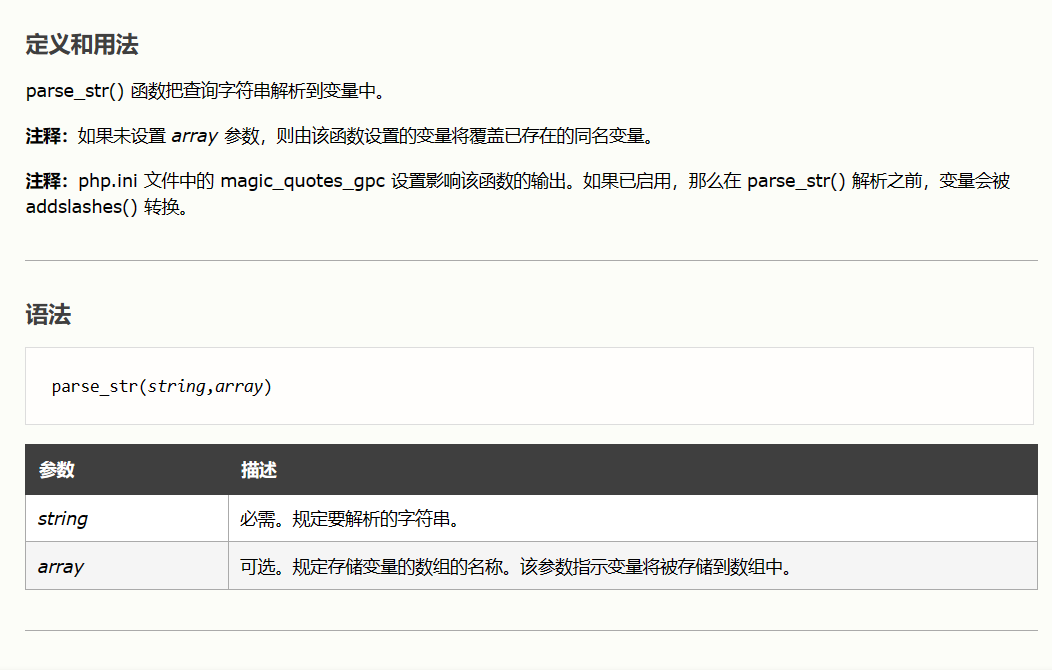 定义和用法
parse_str() 函数把查询字符串解析到变量中。
注释：如果未设置 array 参数，则由该函数设置的变量将覆盖已存在的同名变量。
注释：php.ini 文件中的 magic_quotes_gpc 设置影响该函数的输出。如果已启用，那么在 parse_str() 解析之前，变量会被
addslashes() 转换。
语法
parse_str(string,array)
参数 描述
string 必需。规定要解析的字符串。
array 可选。规定存储变量的数组的名称。该参数指示变量将被存储到数组中。